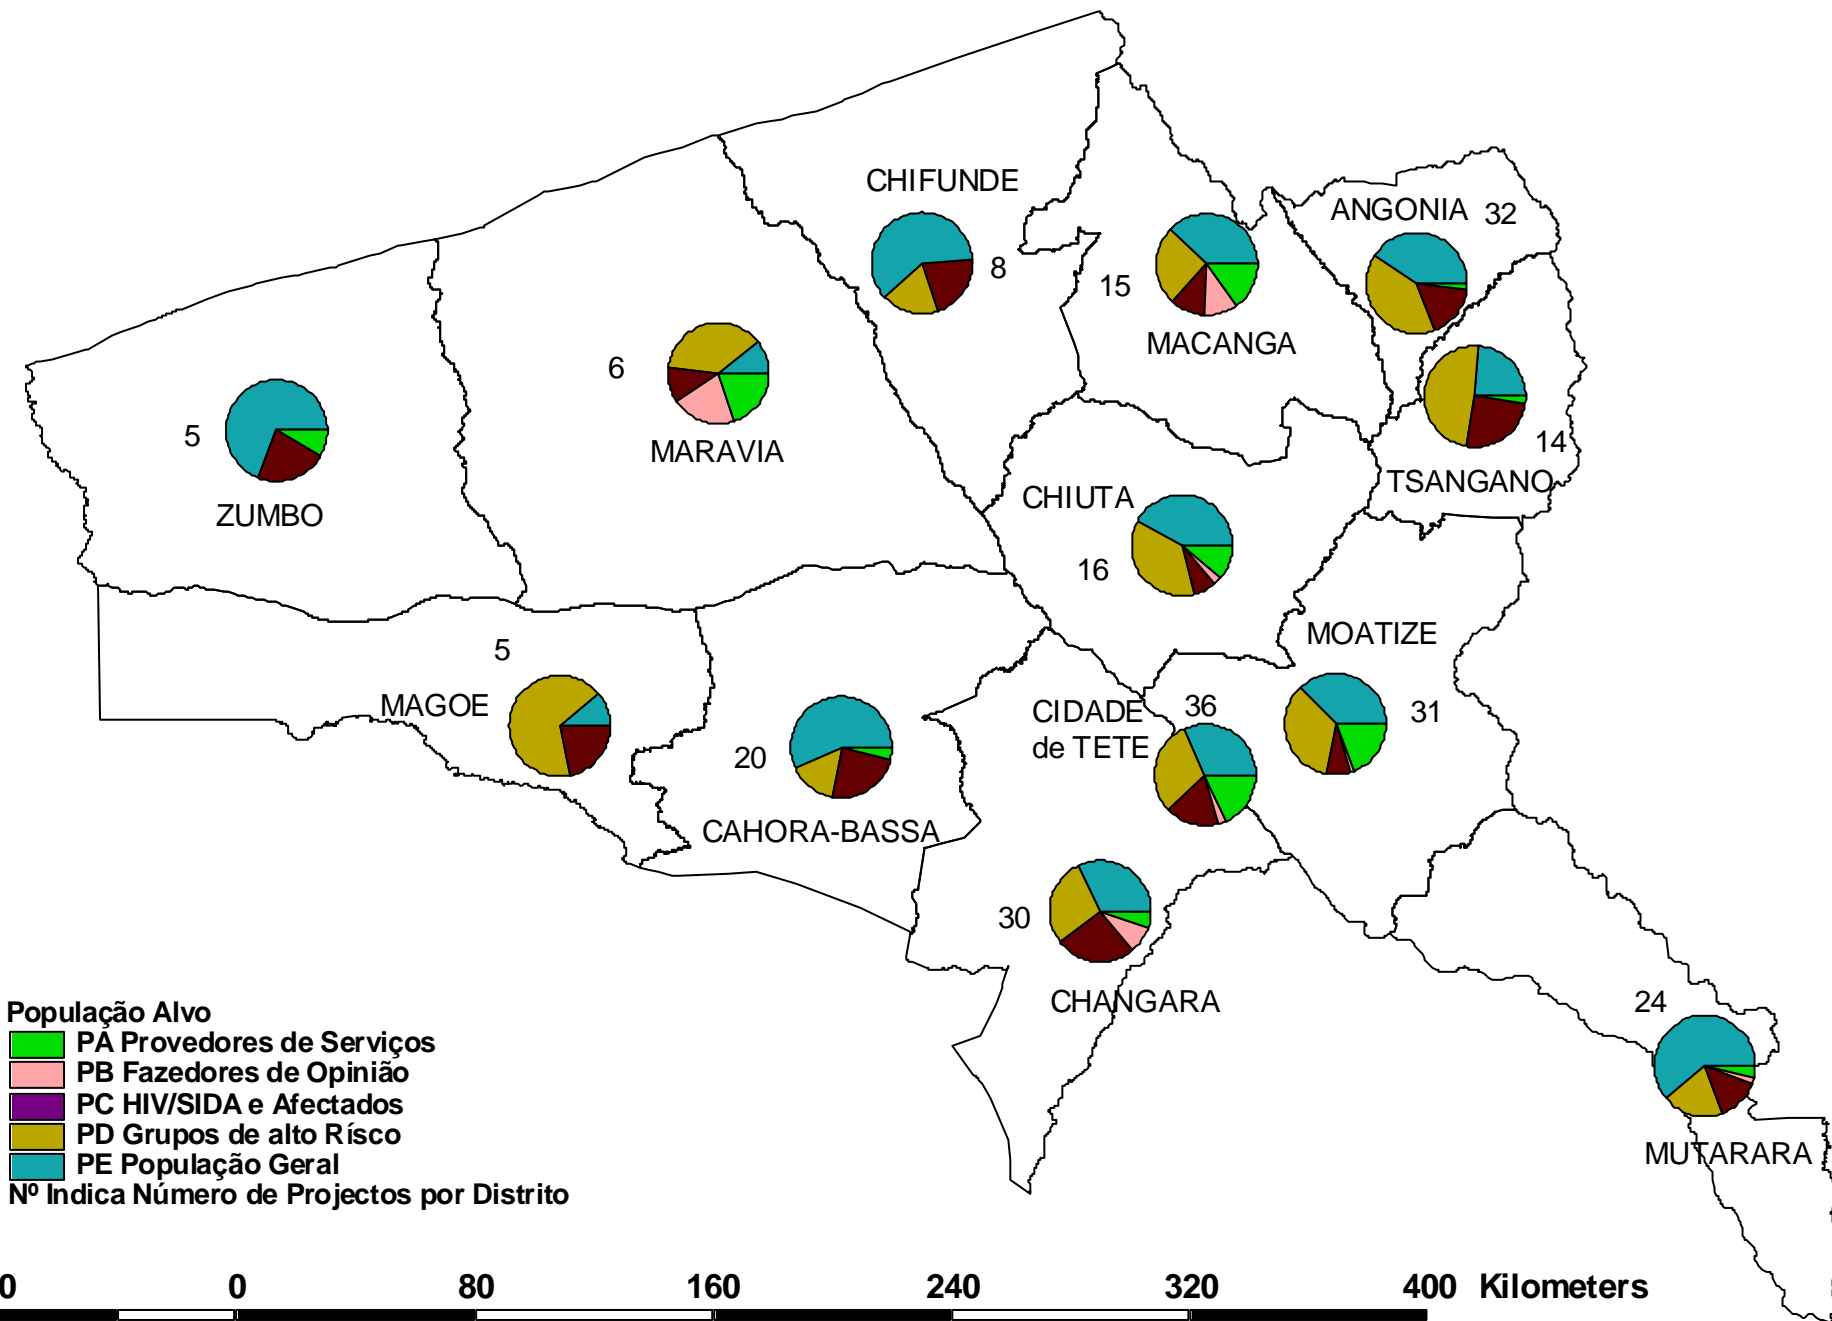 CHIFUNDE
8
ANGONIA 32
15
MACANGA
6
MARAVIA
5
ZUMBO
14
TSANGANO
CHIUTA
16
MOATIZE
31
5
MAGOE
20
CAHORA-BASSA
CIDADE
de TETE
36
30
CHANGARA
24
MUTARARA
População Alvo
PA Provedores de Serviços
PB Fazedores de Opinião
PC HIV/SIDA e Afectados
PD Grupos de alto Rísco
PE População Geral
Nº Indica Número de Projectos por Distrito
0 0 80 160 240 320 400 Kilometers